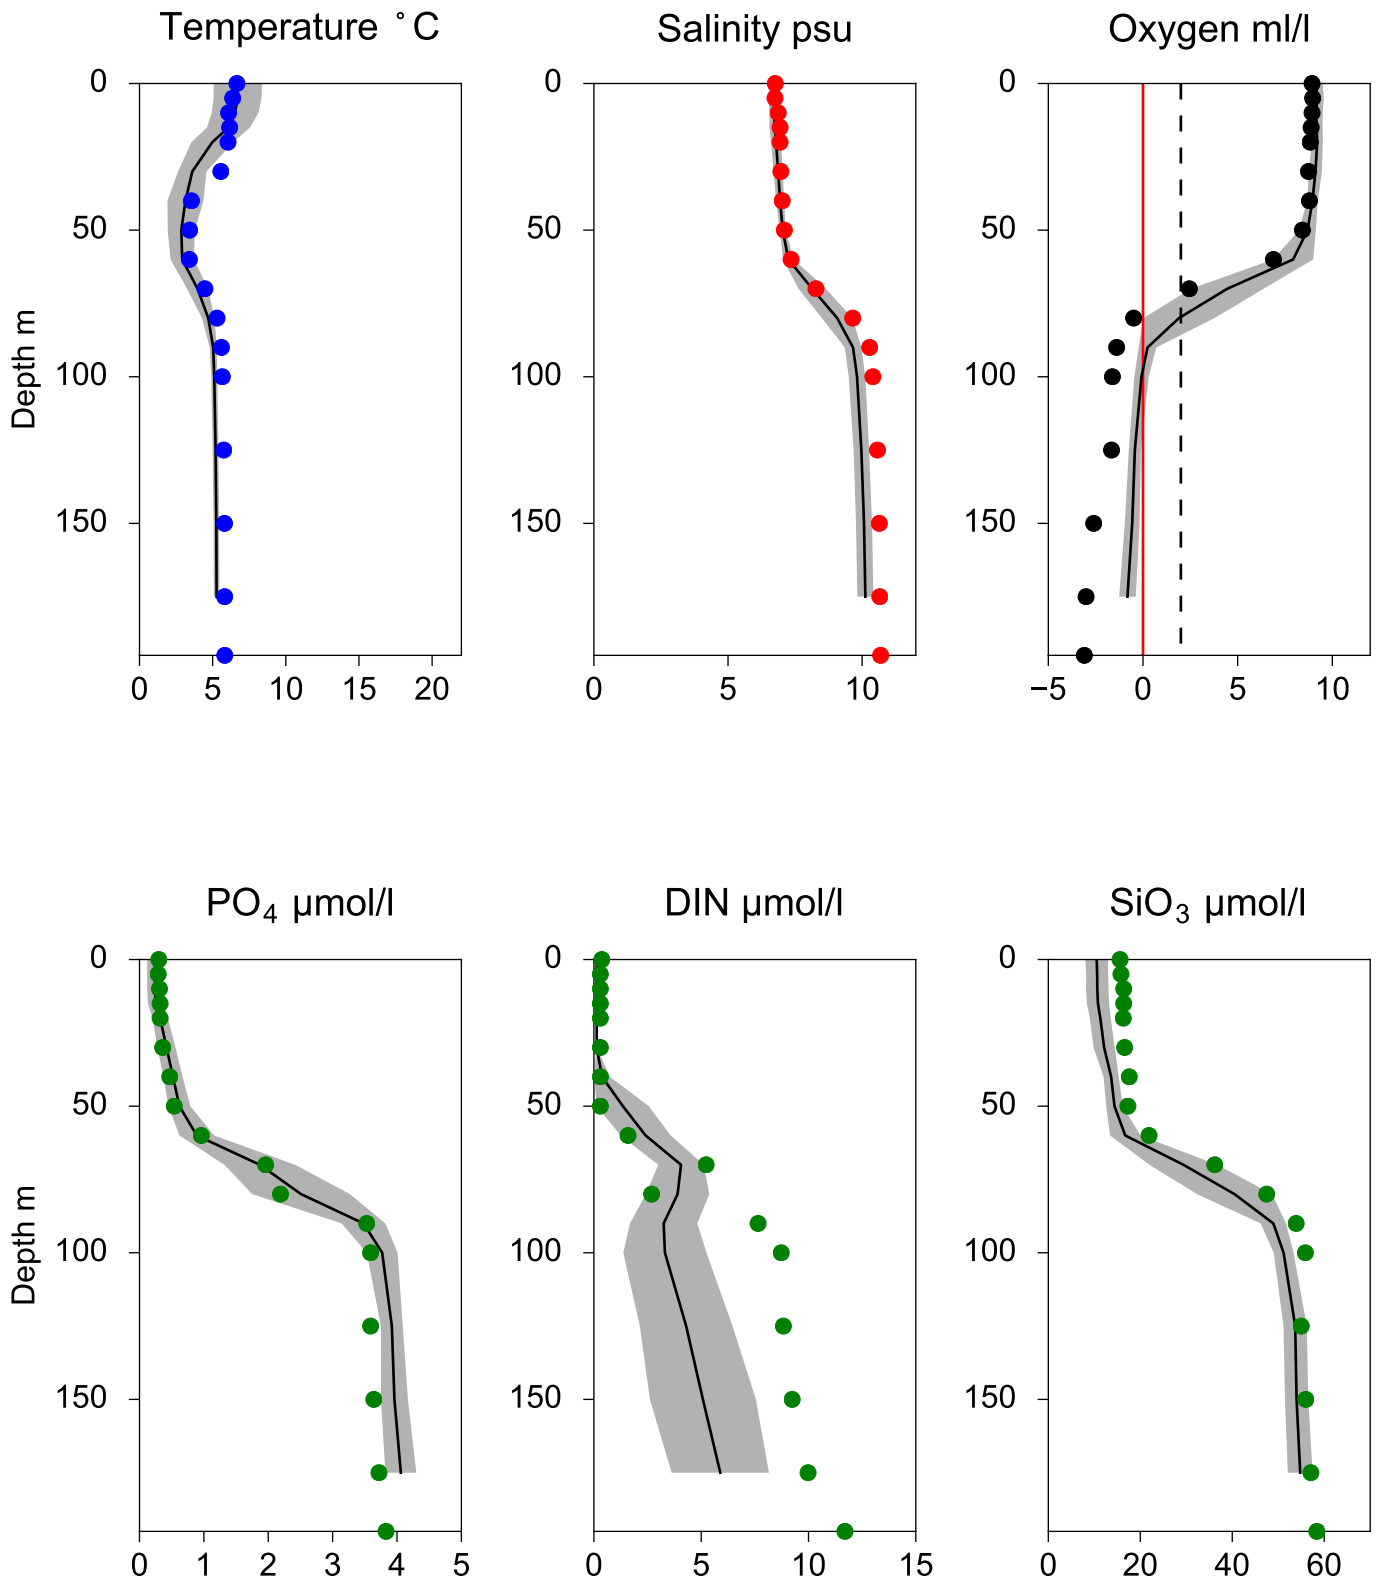 Temperature °C
Salinity psu
Oxygen ml/l
0
50
100
150
Depth m
0 5 10 15 20
0
50
100
150
0 5 10
0
50
100
150
−5 0 5 10
PO₄ µmol/l
DIN µmol/l
SiO₃ µmol/l
0
50
100
150
Depth m
0 1 2 3 4 5
0
50
100
150
0 5 10 15
0
50
100
150
0 20 40 60